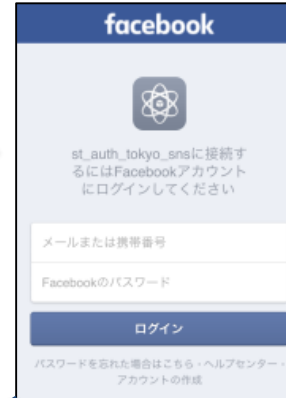 facebook
st_auth_tokyo_snsに接続す
るにはFacebookアカウント
にログインしてください
メールまたは携帯番号
Facebookのパスワード
ログイン
パスワードを忘れた場合はこちら・ヘルプセンター・
アカウントの作成